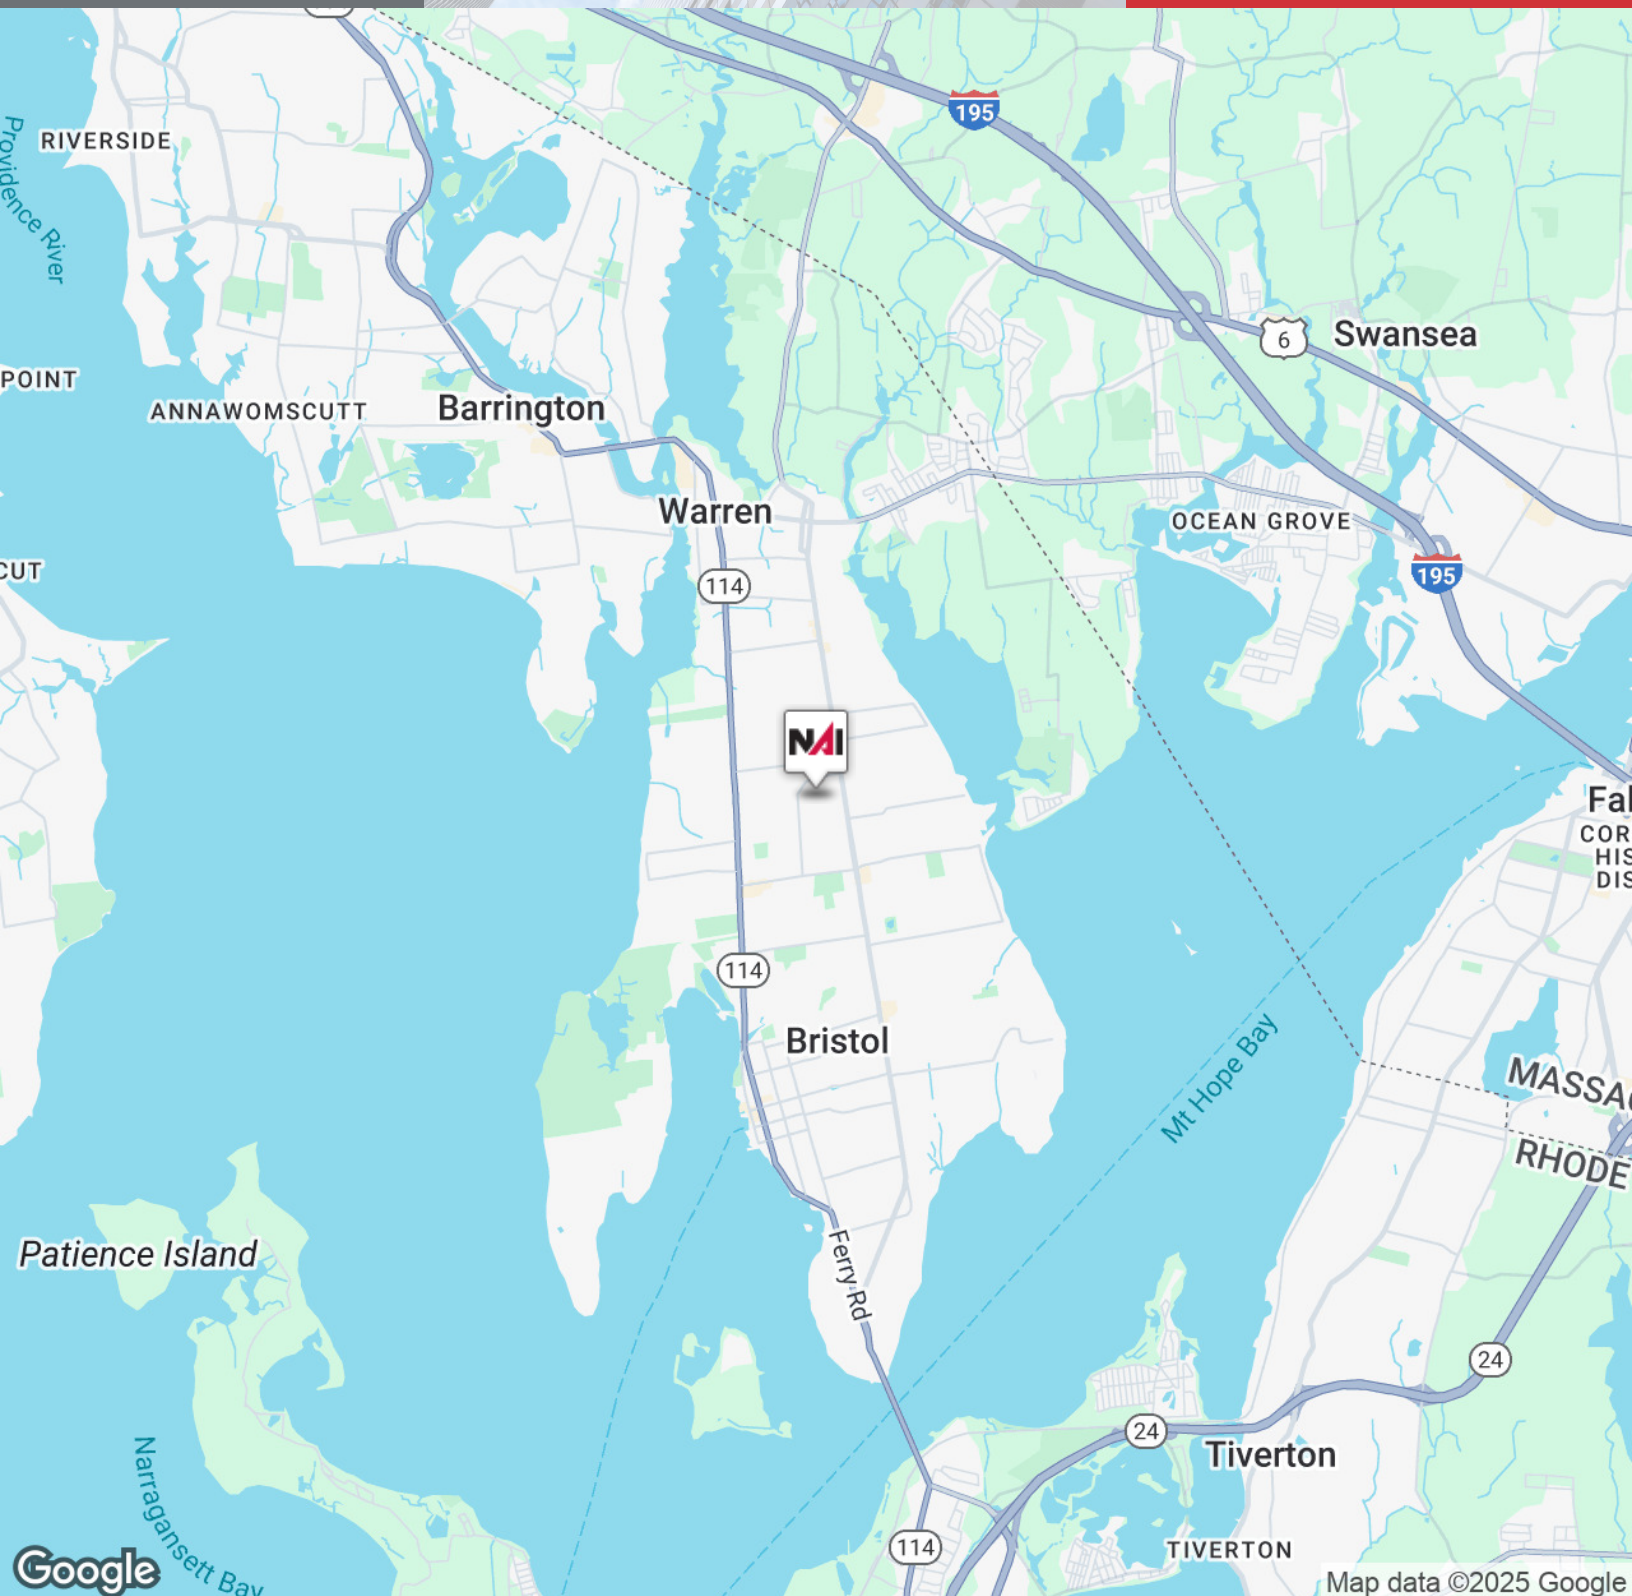 195
RIVERSIDE
Providence River
6
Swansea
POINT
ANNAWOMSCUTT
Barrington
Warren
OCEAN GROVE
CUT
195
114
NAI
Fal
COR
HIS
DIS
114
Bristol
Mt Hope Bay
MASSA
RHODE
Patience Island
Ferry Rd
24
24
Tiverton
Narragansett Bay
114
TIVERTON
Google
Map data ©2025 Google